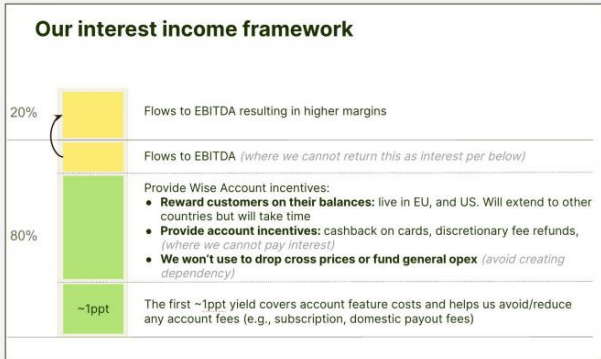 Our interest income framework
20%
Flows to EBITDA resulting in higher margins
Flows to EBITDA (where we cannot return this as interest per below)
80%
Provide Wise Account incentives:
• Reward customers on their balances: live in EU, and US. Will extend to other
countries but will take time
• Provide account incentives: cashback on cards, discretionary fee refunds,
(where we cannot pay interest)
• We won't use to drop cross prices or fund general opex (avoid creating
dependency)
~1ppt
The first ~1ppt yield covers account feature costs and helps us avoid/reduce
any account fees (e.g., subscription, domestic payout fees)